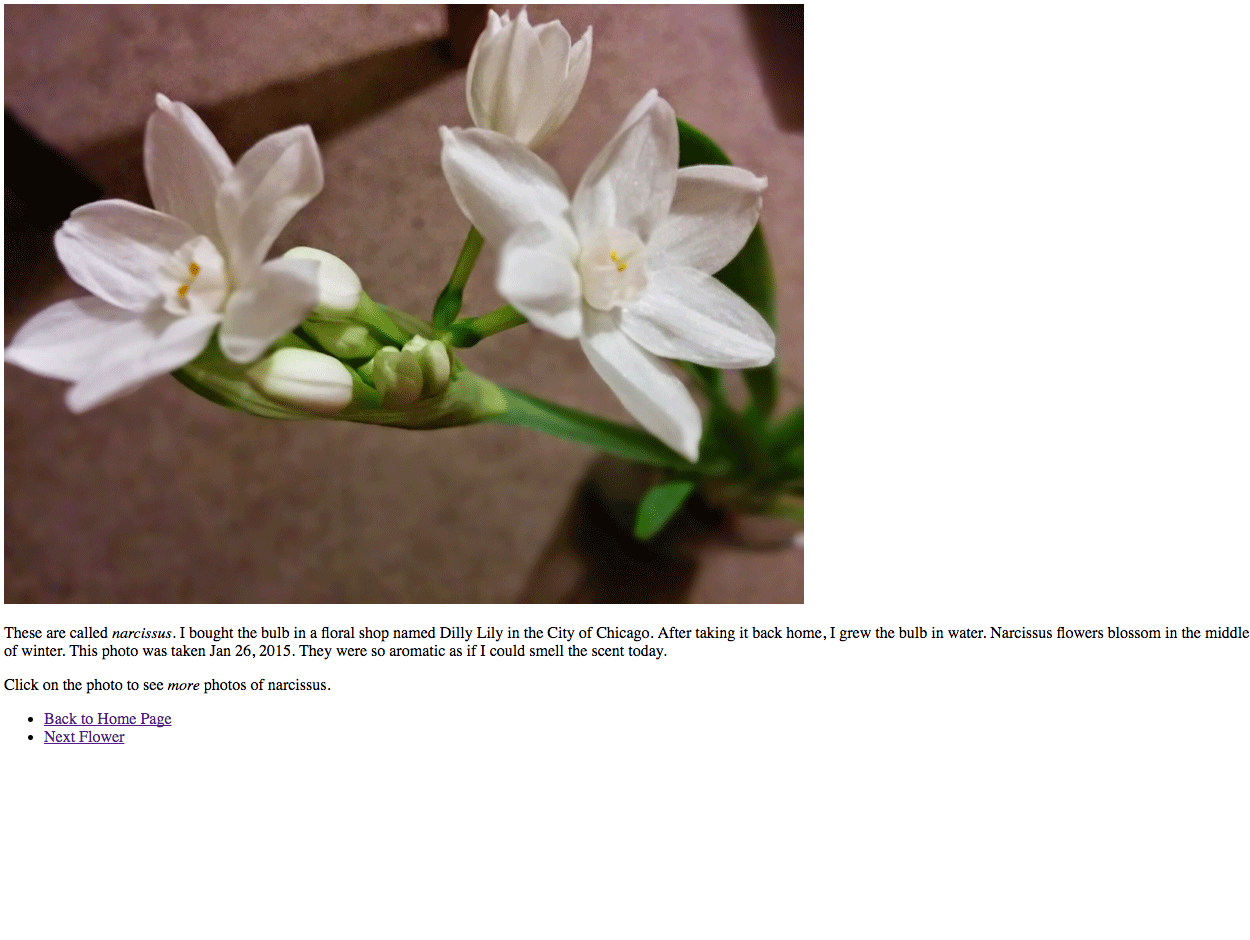 These are called narcissus. I bought the bulb in a floral shop named Dilly Lily in the City of Chicago. After taking it back home, I grew the bulb in water. Narcissus flowers blossom in the middle
of winter. This photo was taken Jan 26, 2015. They were so aromatic as if I could smell the scent today.
Click on the photo to see more photos of narcissus.
Back to Home Page
Next Flower